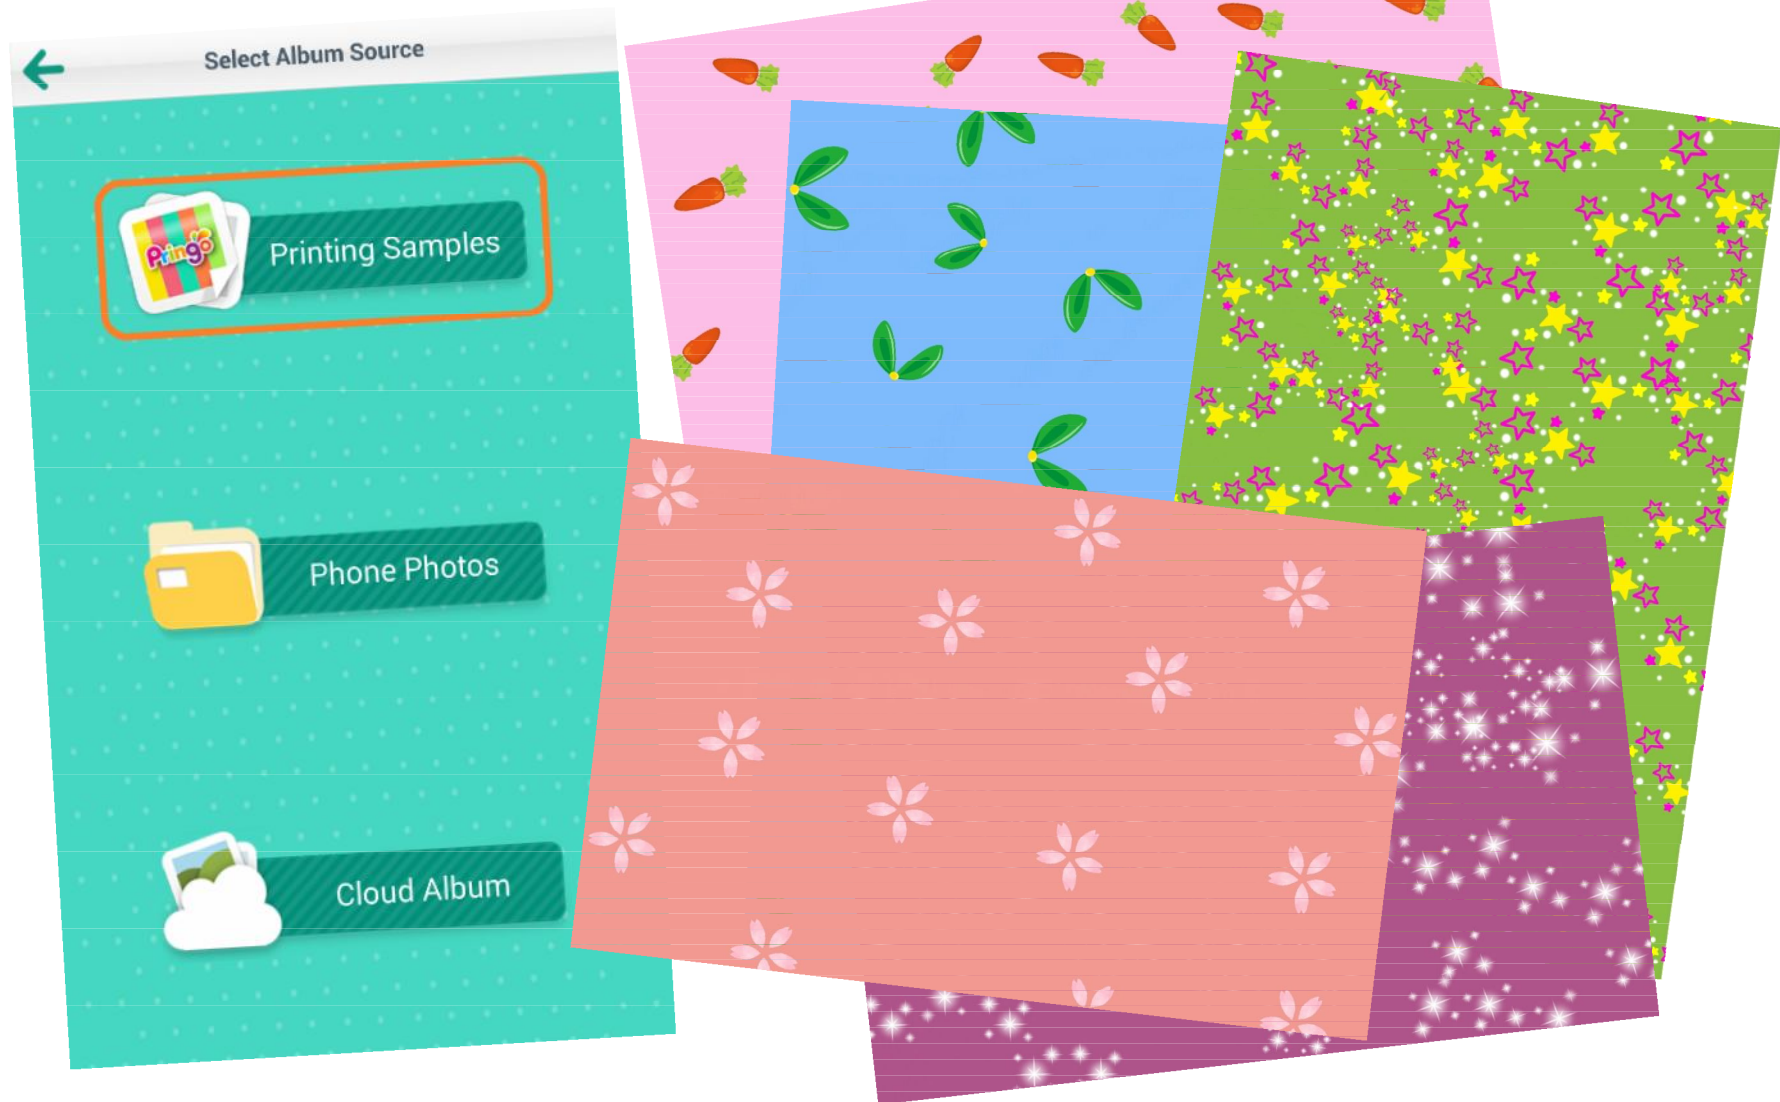 Select Album Source
Pringo
Printing Samples
Phone Photos
Cloud Album